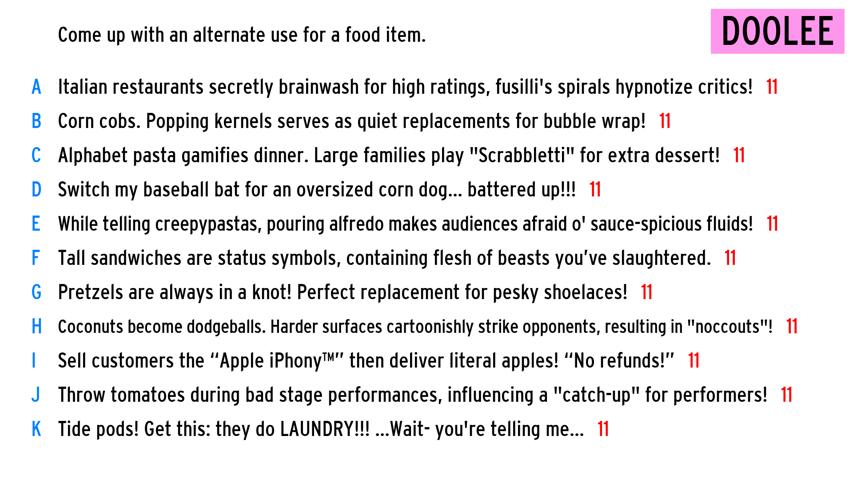 Come up with an alternate use for a food item.
DOOLEE
A Italian restaurants secretly brainwash for high ratings, fusilli's spirals hypnotize critics! 11
B Corn cobs. Popping kernels serves as quiet replacements for bubble wrap! 11
C Alphabet pasta gamifies dinner. Large families play "Scrabbletti" for extra dessert! 11
D Switch my baseball bat for an oversized corn dog... battered up!!! 11
E While telling creepypastas, pouring alfredo makes audiences afraid o' sauce-spicious fluids! 11
F Tall sandwiches are status symbols, containing flesh of beasts you’ve slaughtered. 11
G Pretzels are always in a knot! Perfect replacement for pesky shoelaces! 11
H Coconuts become dodgeballs. Harder surfaces cartoonishly strike opponents, resulting in "noccouts"! 11
I Sell customers the “Apple iPhony™” then deliver literal apples! “No refunds!” 11
J Throw tomatoes during bad stage performances, influencing a "catch-up" for performers! 11
K Tide pods! Get this: they do LAUNDRY!!! ...Wait- you're telling me... 11